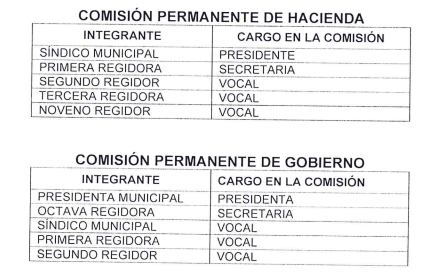 COMISIÓN PERMANENTE DE HACIENDA
INTEGRANTE CARGO EN LA COMISIÓN
SÍNDICO MUNICIPAL PRESIDENTE
PRIMERA REGIDORA SECRETARIA
SEGUNDO REGIDOR VOCAL
TERCERA REGIDORA VOCAL
NOVENO REGIDOR VOCAL
COMISIÓN PERMANENTE DE GOBIERNO
INTEGRANTE CARGO EN LA COMISIÓN
PRESIDENTA MUNICIPAL PRESIDENTA
OCTAVA REGIDORA SECRETARIA
SÍNDICO MUNICIPAL VOCAL
PRIMERA REGIDORA VOCAL
SEGUNDO REGIDOR VOCAL